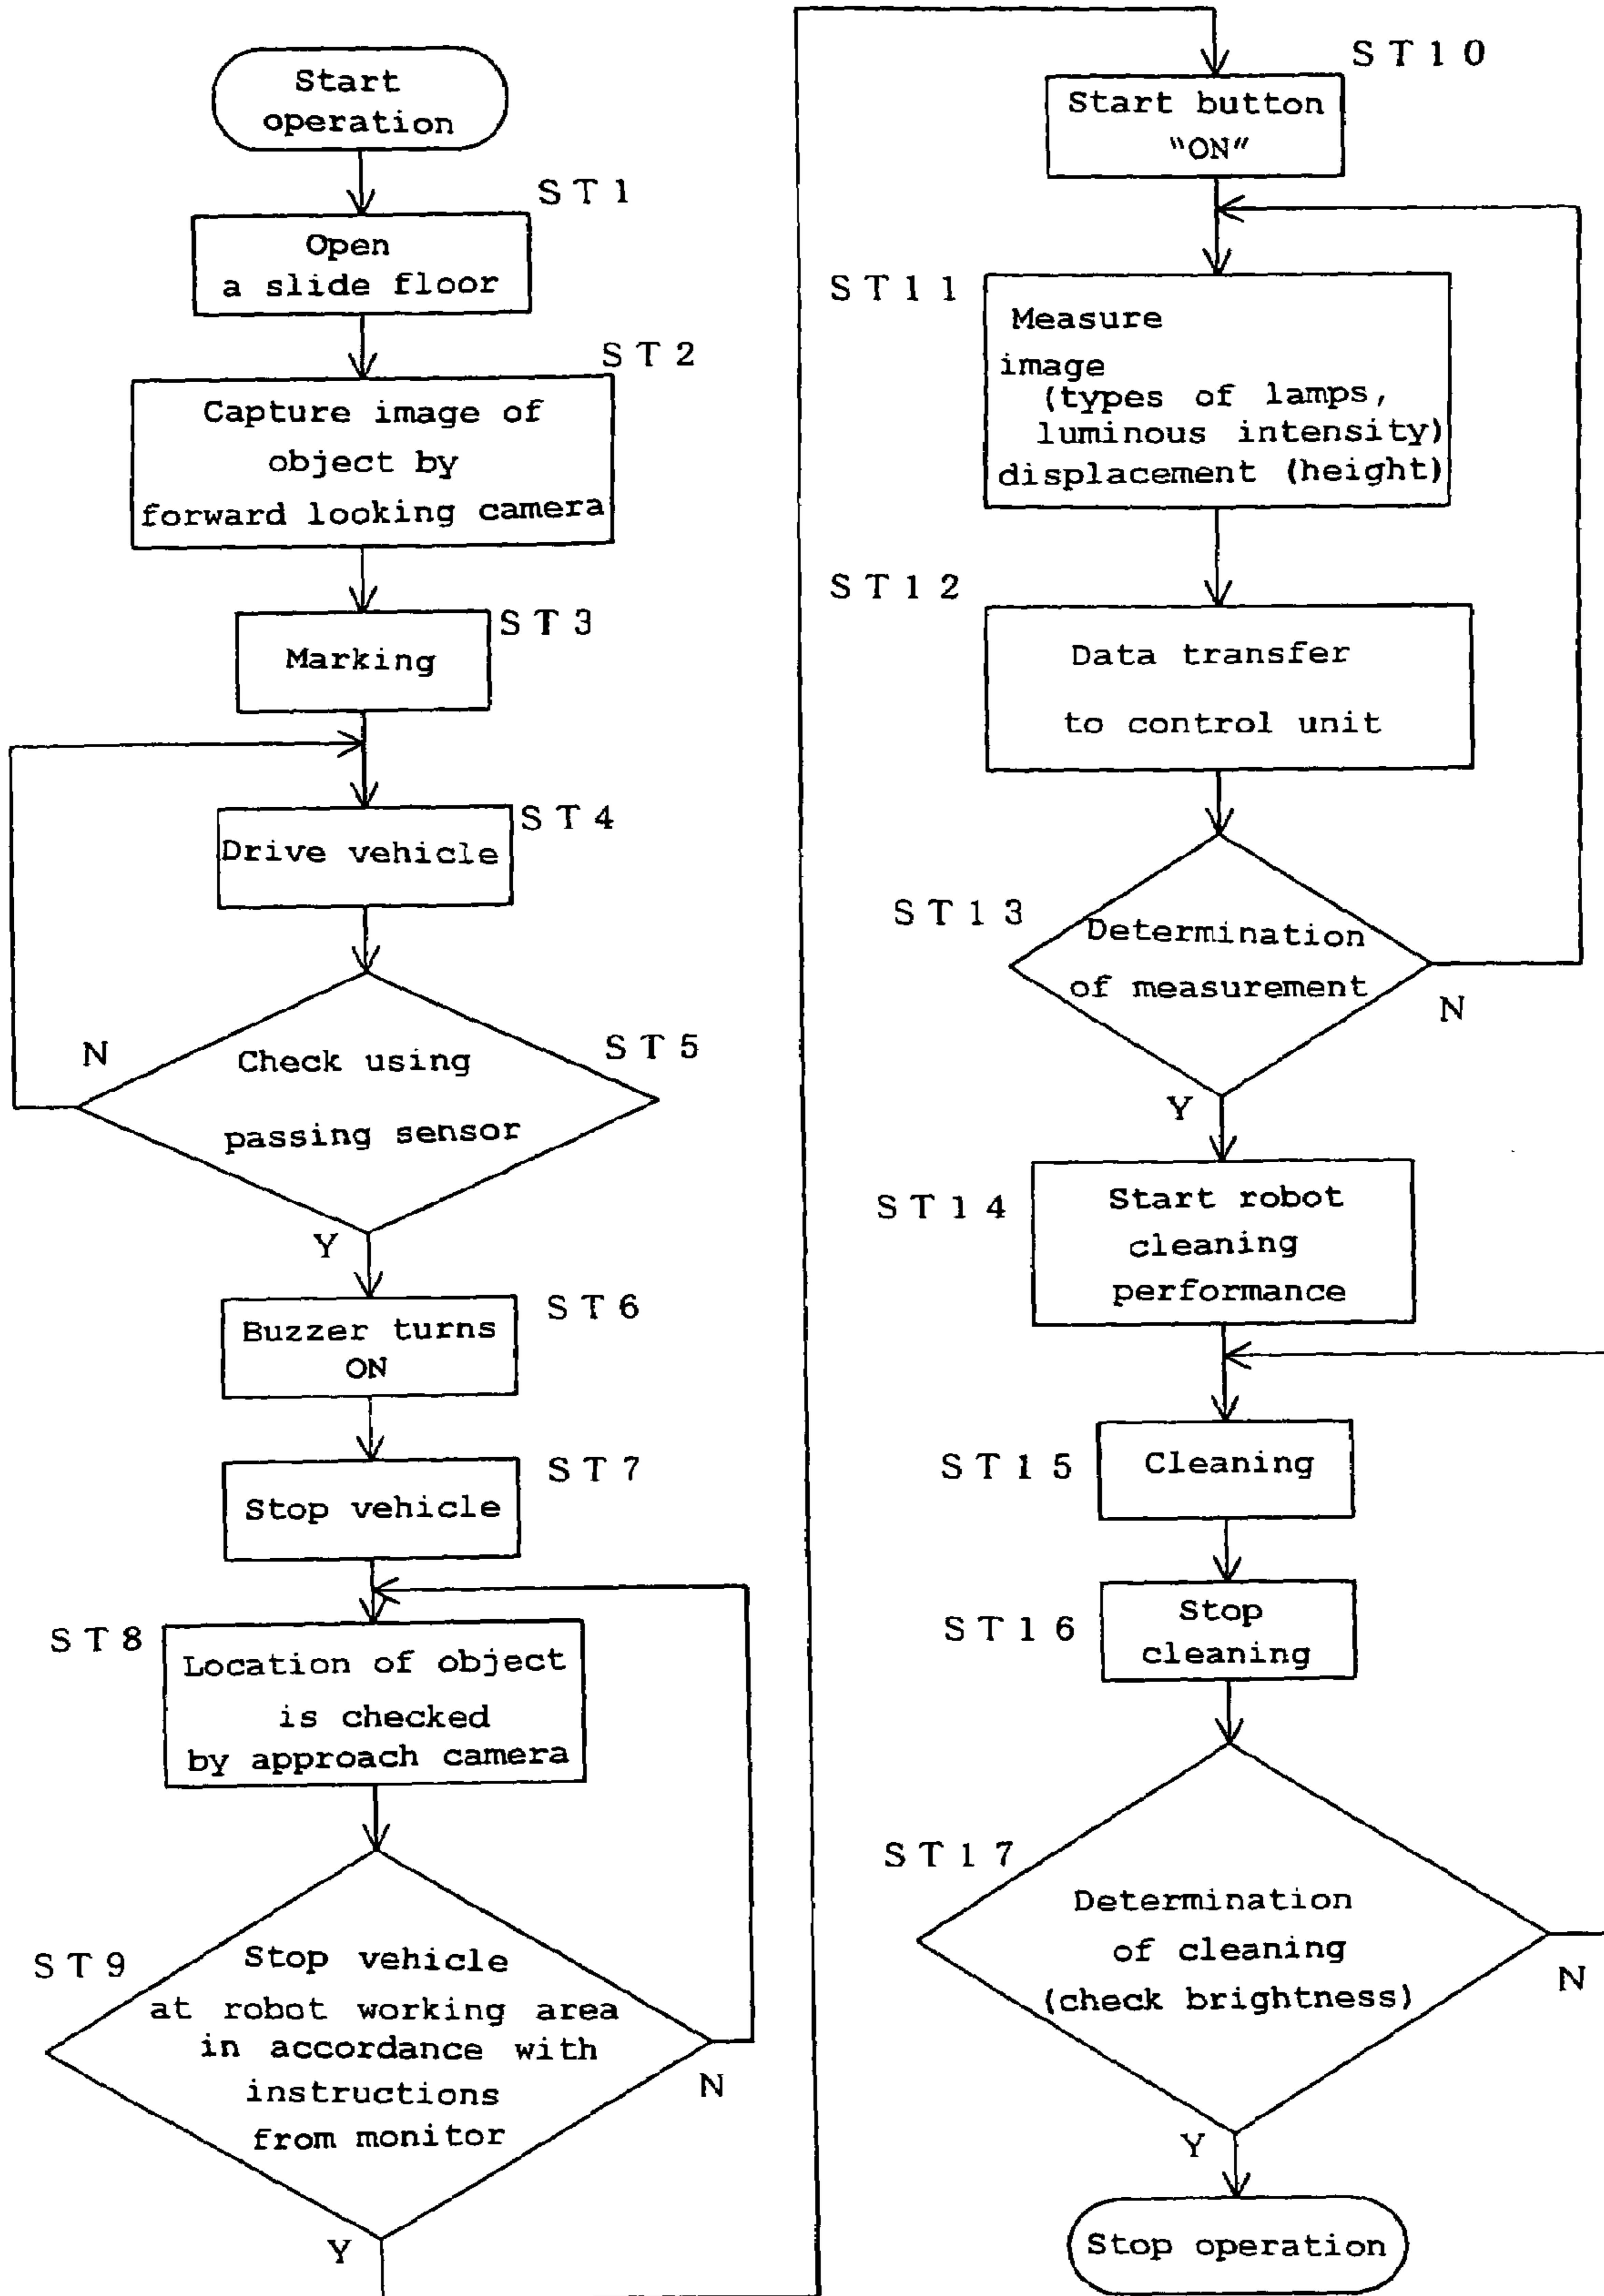 Start
operation
ST1
Open
a slide floor
ST2
Capture image of
object by
forward looking camera
ST3
Marking
ST4
Drive vehicle
N
ST5
Check using
passing sensor
Y
ST6
Buzzer turns
ON
ST7
Stop vehicle
ST8
Location of object
is checked
by approach camera
ST9
Stop vehicle
at robot working area
in accordance with
instructions
from monitor
N
Y
ST10
Start button
"ON"
ST11
Measure
image
(types of lamps,
luminous intensity)
displacement (height)
ST12
Data transfer
to control unit
ST13
Determination
of measurement
N
Y
ST14
Start robot
cleaning
performance
ST15
Cleaning
ST16
Stop
cleaning
ST17
Determination
of cleaning
(check brightness)
N
Y
Stop operation